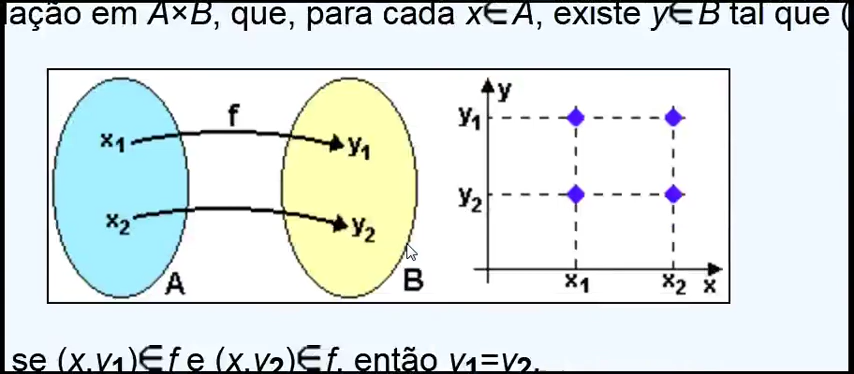 lação em A×B, que, para cada x∈A, existe y∈B tal que (
f
y
x₁
y₁
y₁
x₂
y₂
y₂
A
B
x₁
x₂
x
se (x,y₁)∈f e (x,y₂)∈f, então y₁=y₂.